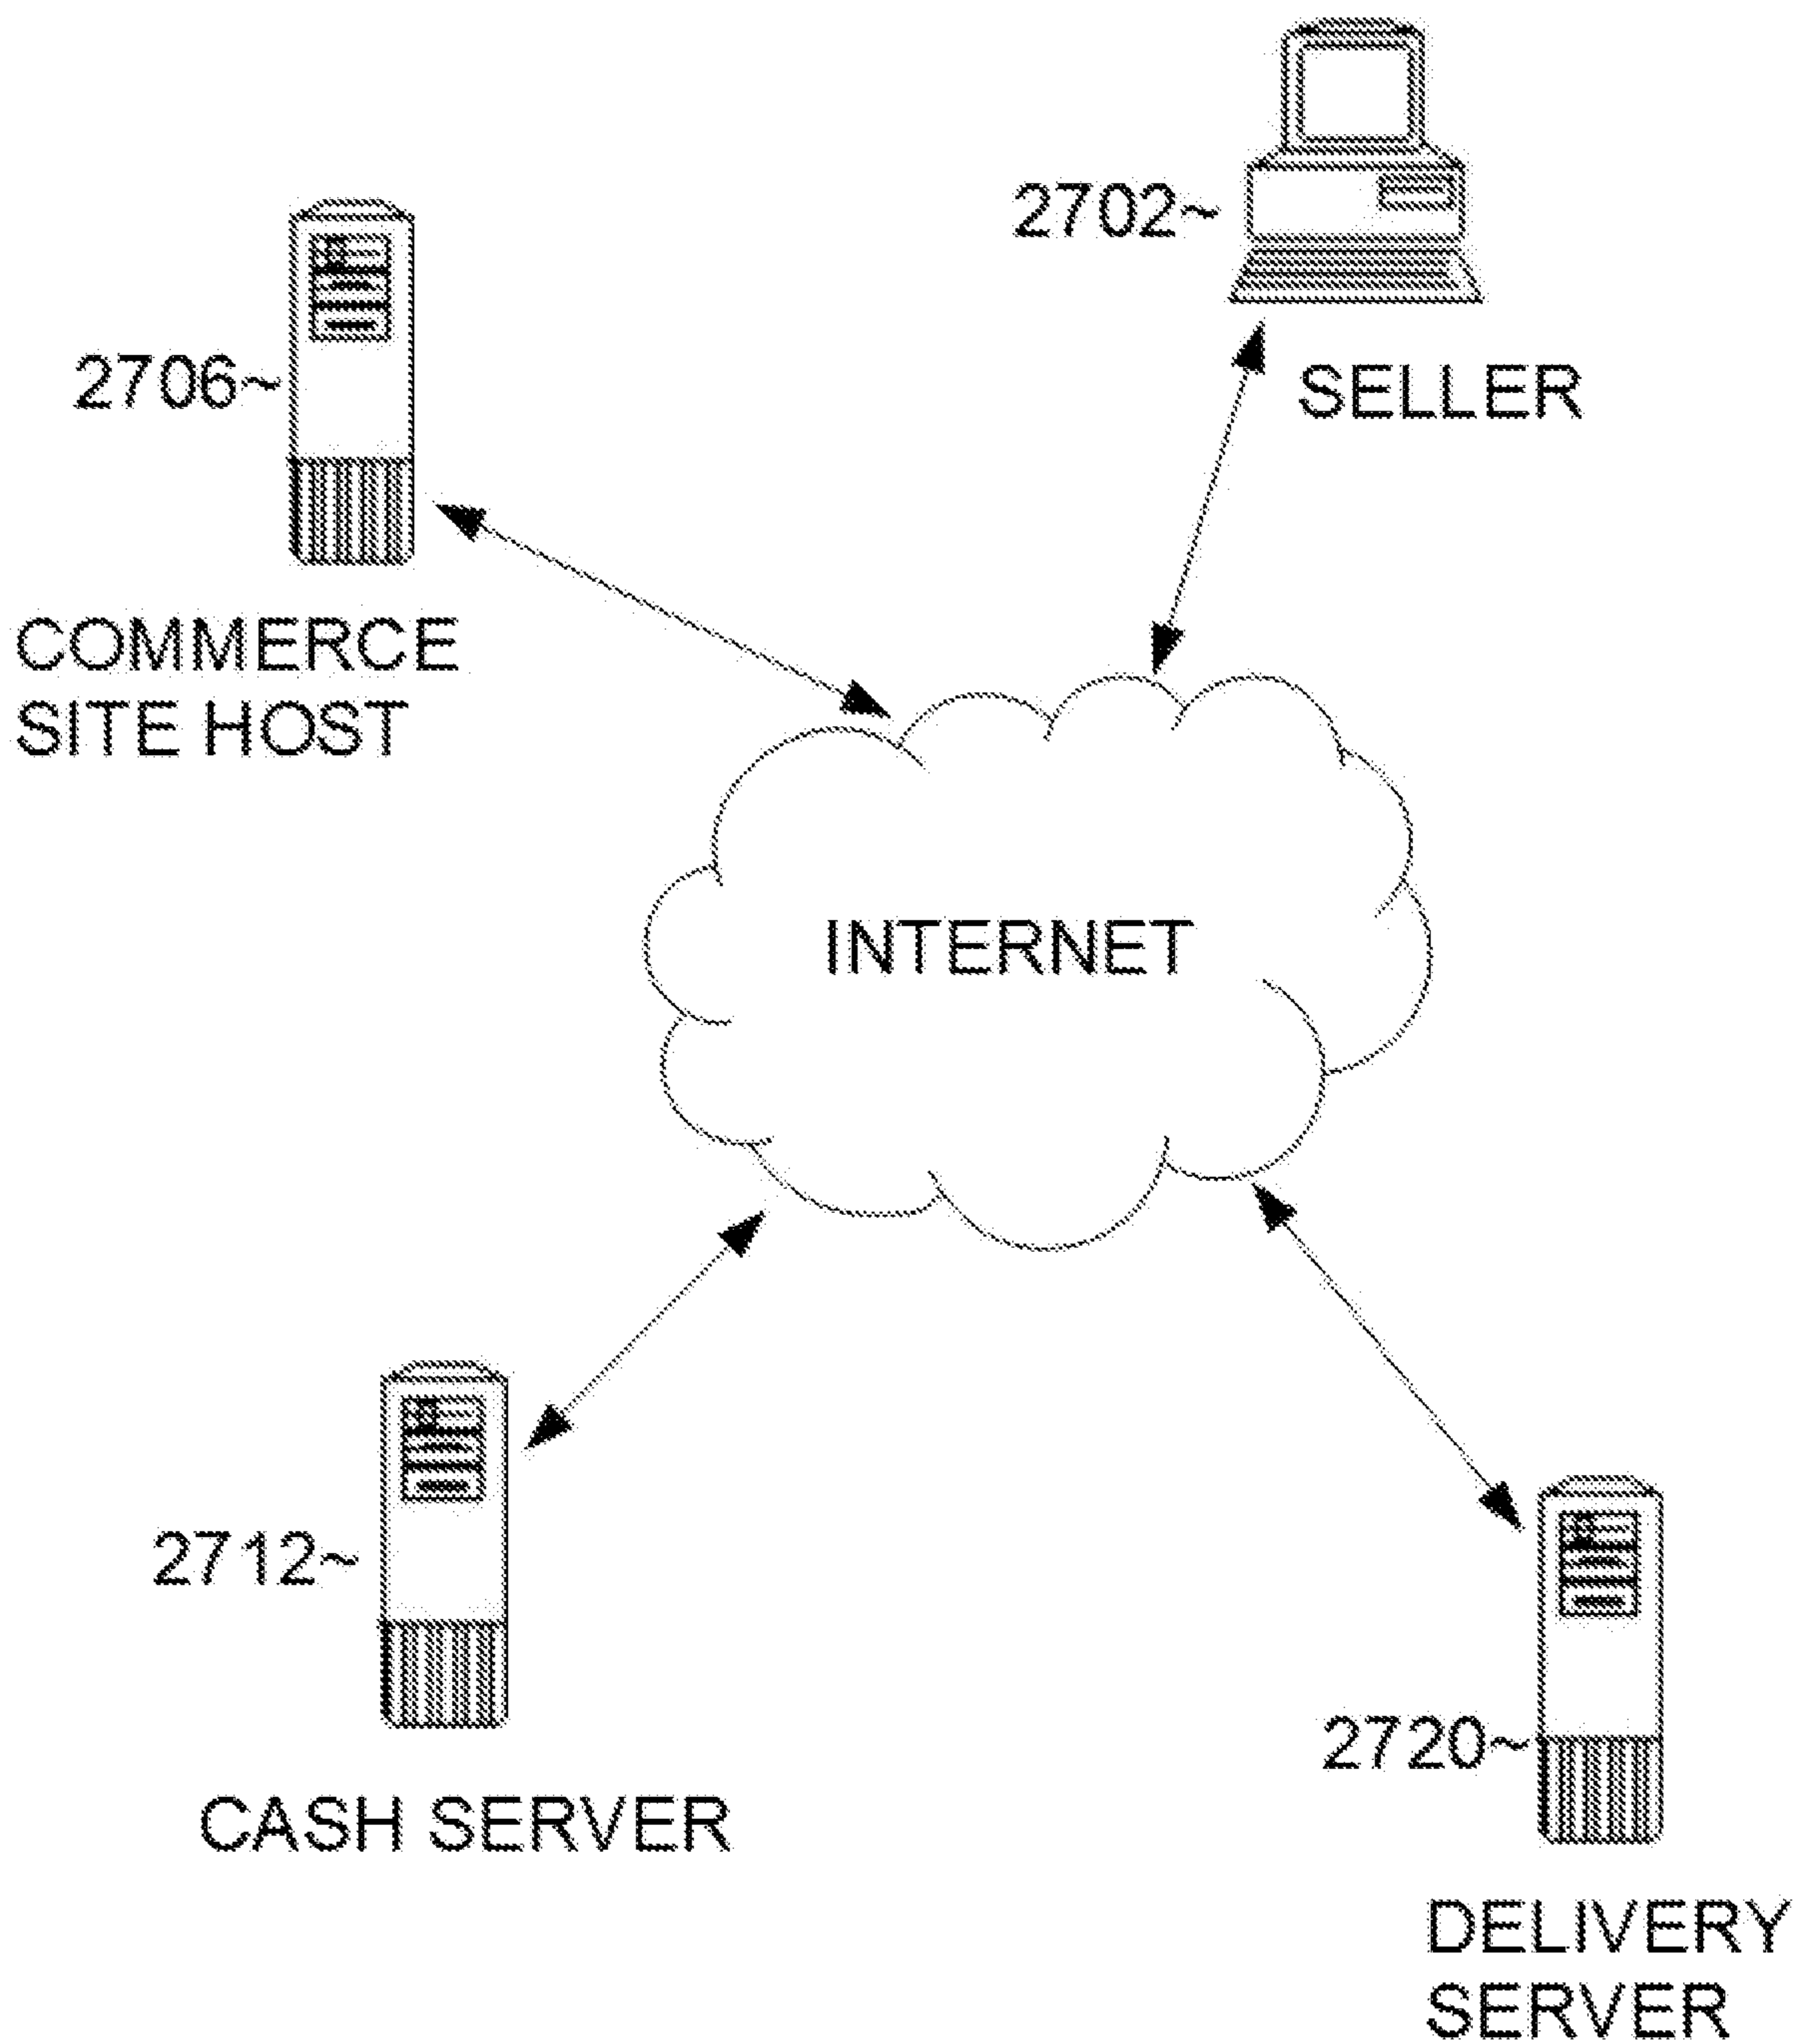 2702~
SELLER
2706~
COMMERCE
SITE HOST
INTERNET
2712~
CASH SERVER
2720~
DELIVERY
SERVER